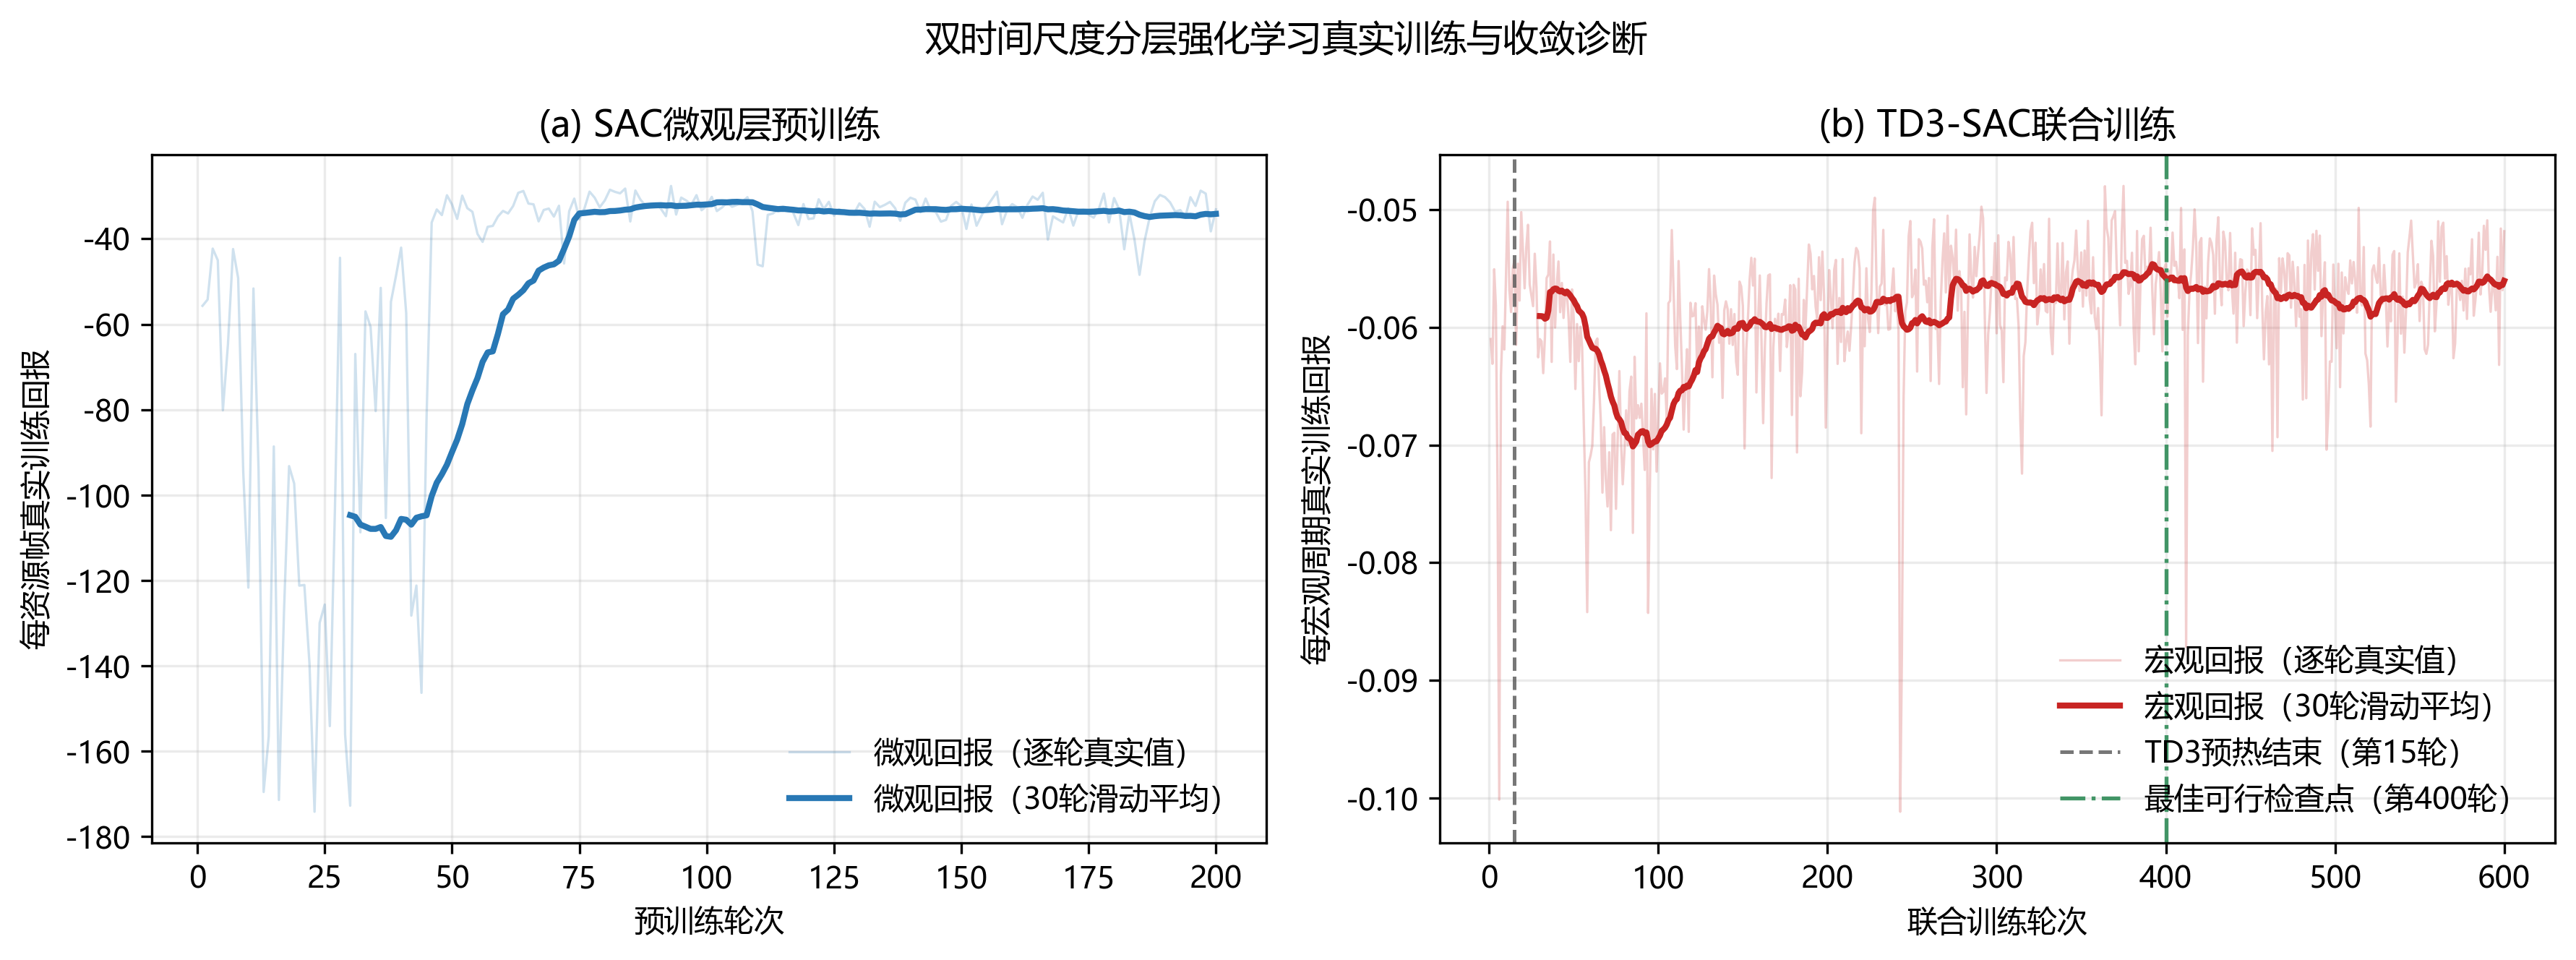 双时间尺度分层强化学习真实训练与收敛诊断
(a) SAC微观层预训练
每资源帧真实训练回报
-40
-60
-80
-100
-120
-140
-160
-180
微观回报（逐轮真实值）
微观回报（30轮滑动平均）
0 25 50 75 100 125 150 175 200
预训练轮次
(b) TD3-SAC联合训练
每宏观周期真实训练回报
-0.05
-0.06
-0.07
-0.08
-0.09
-0.10
宏观回报（逐轮真实值）
宏观回报（30轮滑动平均）
TD3预热结束（第15轮）
最佳可行检查点（第400轮）
0 100 200 300 400 500 600
联合训练轮次